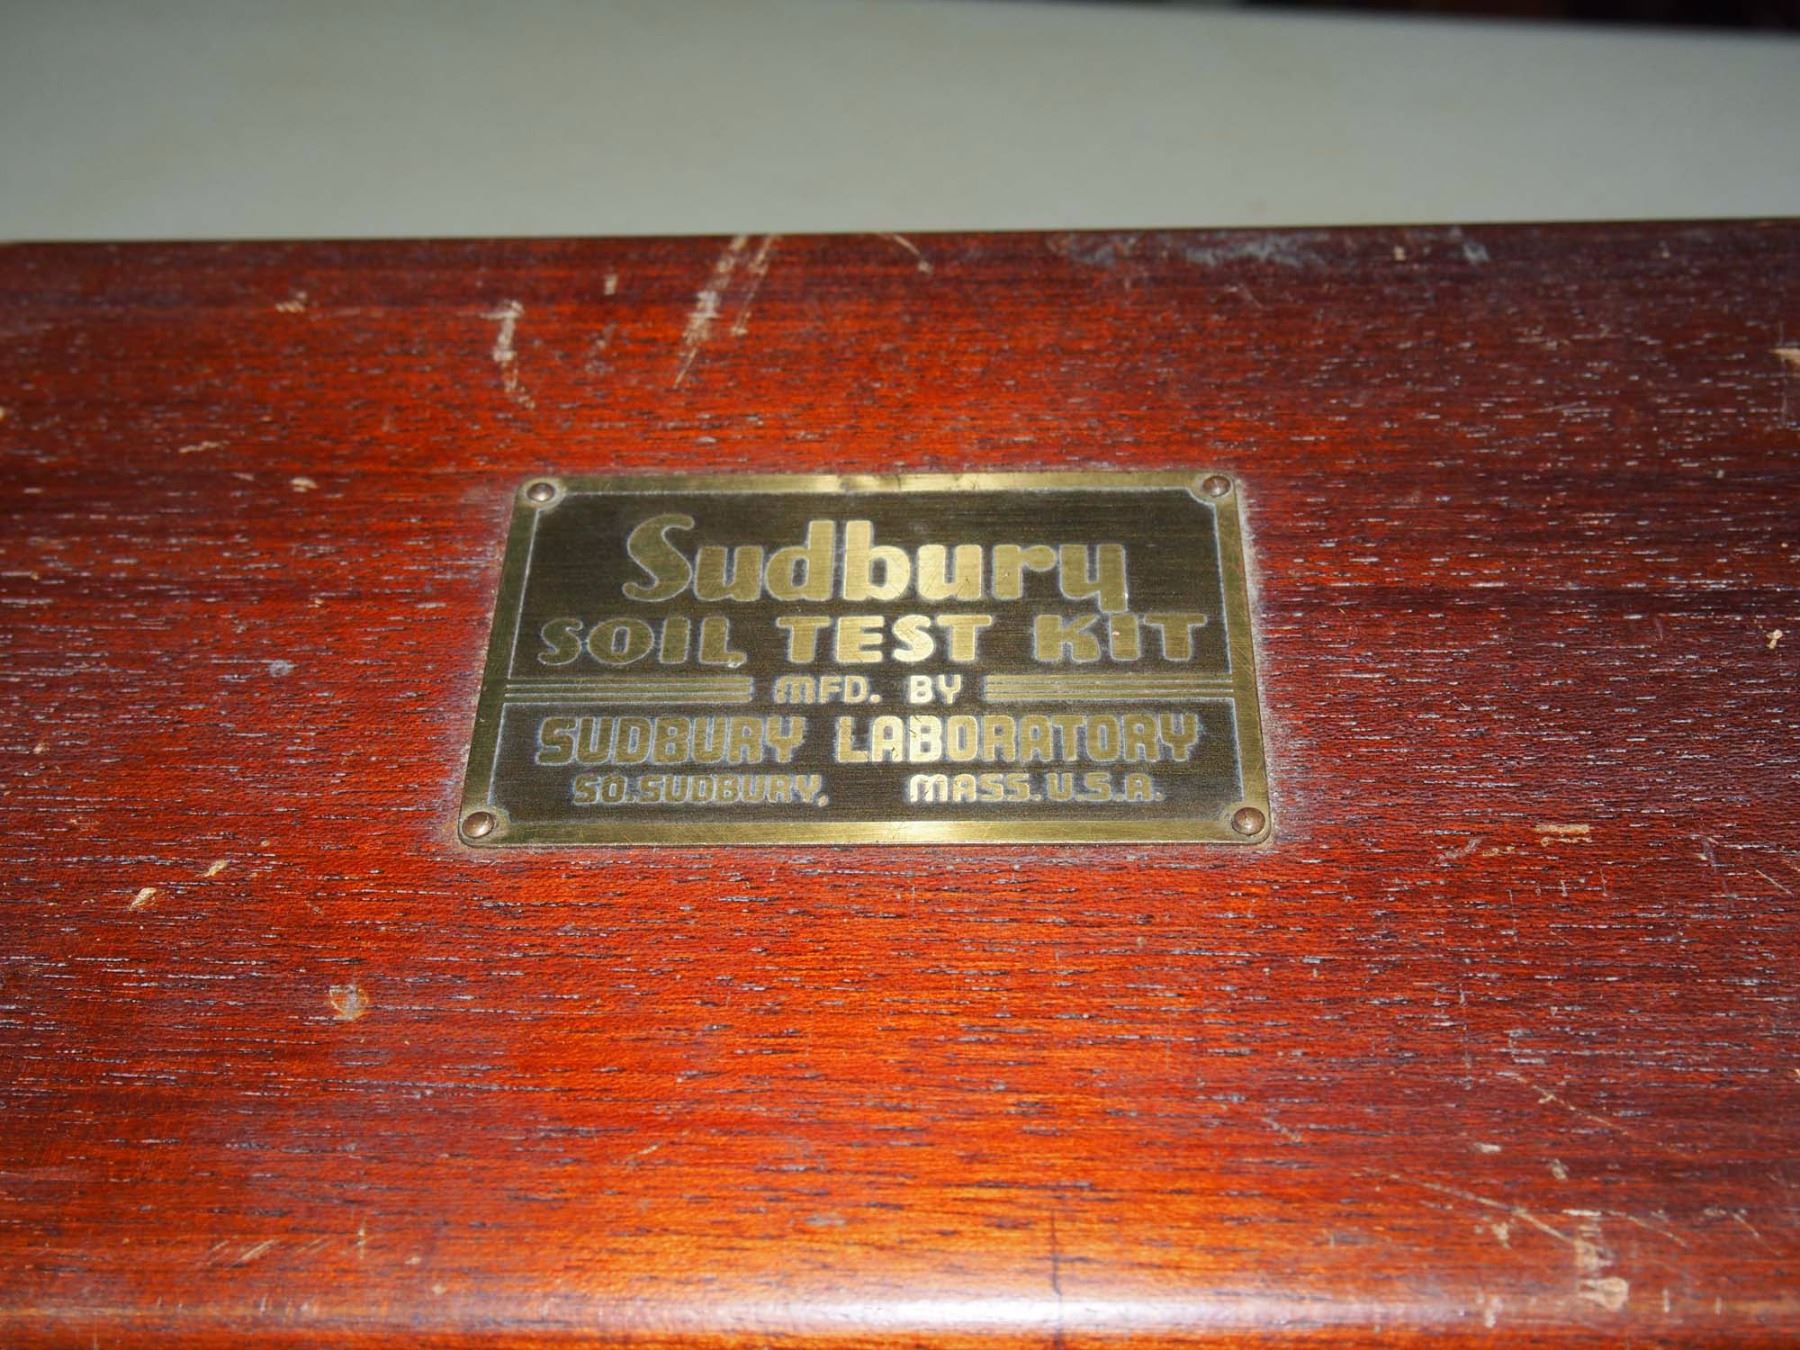 Sudbury
SOIL TEST KIT
MFD. BY
SUDBURY LABORATORY
SO. SUDBURY, MASS. U.S.A.